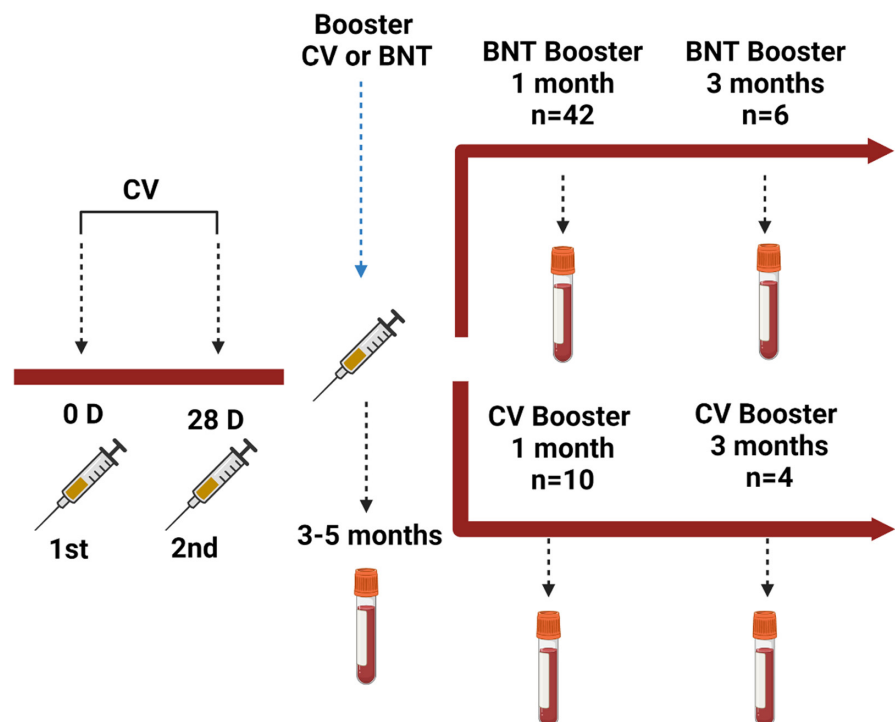 CV
0 D
28 D
1st
2nd
Booster
CV or BNT
3-5 months
BNT Booster
1 month
n=42
BNT Booster
3 months
n=6
CV Booster
1 month
n=10
CV Booster
3 months
n=4